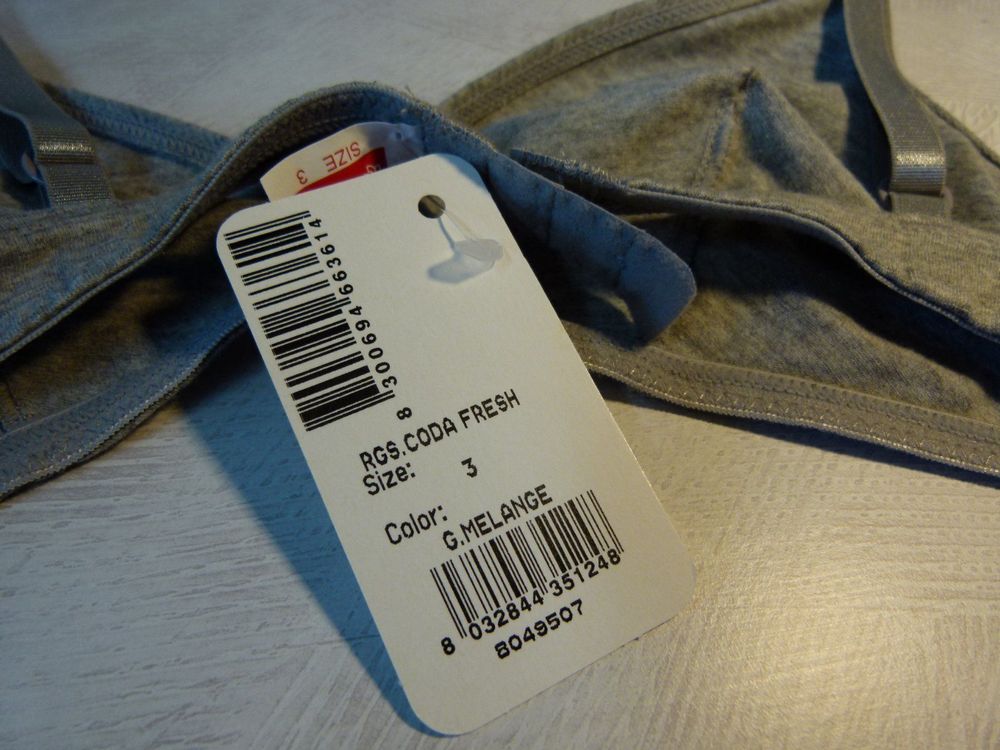 SIZE
3
8 300694 663614
RGS.CODA FRESH
Size: 3
Color:
G.MELANGE
8 032844 351248
8049507